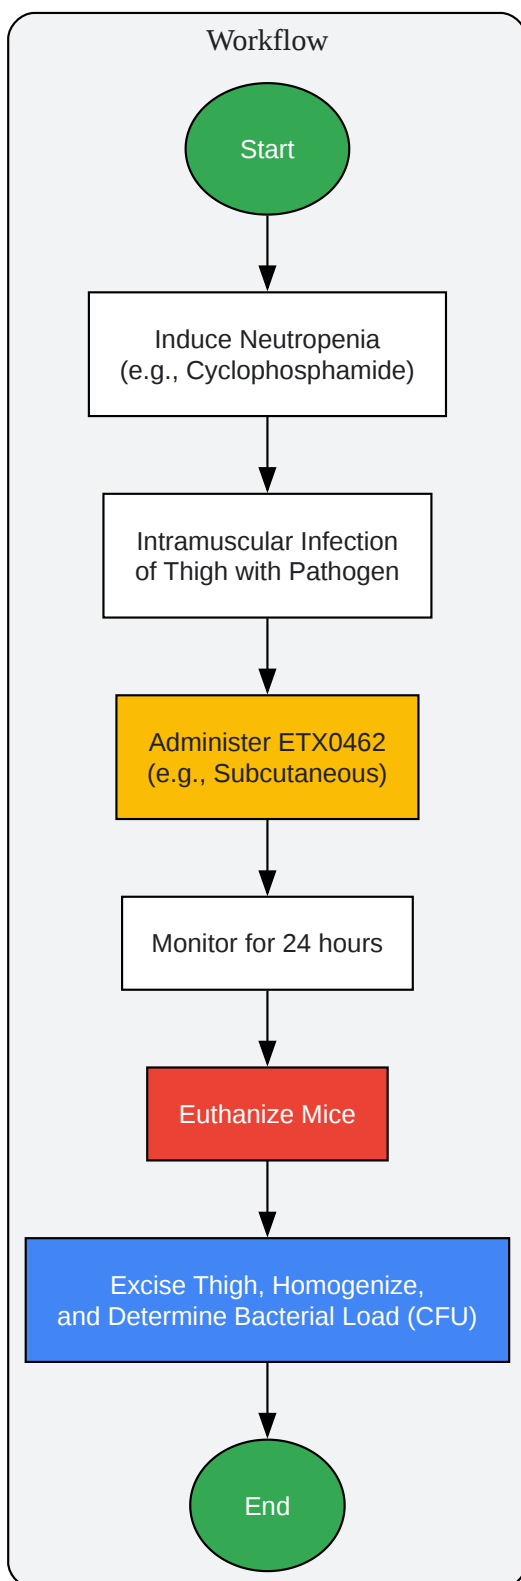 Workflow
Start
Induce Neutropenia
(e.g., Cyclophosphamide)
Intramuscular Infection
of Thigh with Pathogen
Administer ETX0462
(e.g., Subcutaneous)
Monitor for 24 hours
Euthanize Mice
Excise Thigh, Homogenize,
and Determine Bacterial Load (CFU)
End